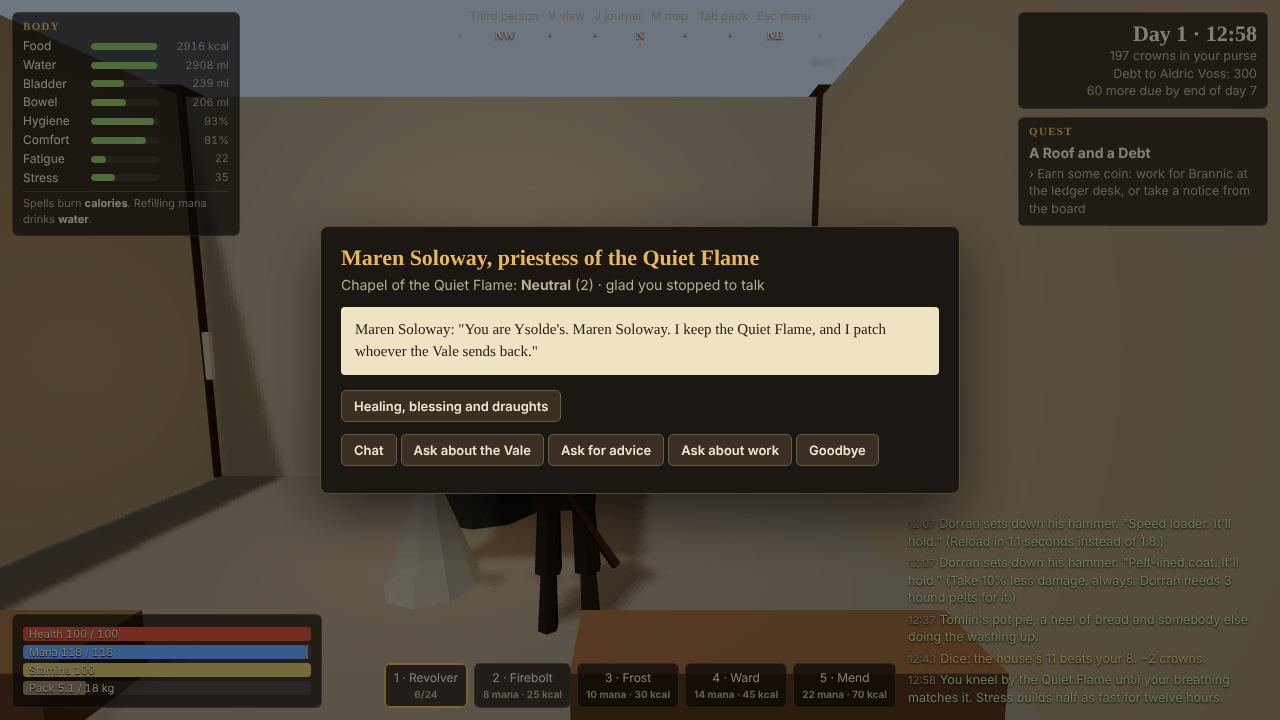 Third person · V view · J journal · M map · Tab pack · Esc menu
NW
N
NE
BODY
Food 2916 kcal
Water 2908 ml
Bladder 239 ml
Bowel 206 ml
Hygiene 93%
Comfort 81%
Fatigue 22
Stress 35
Spells burn calories. Refilling mana
drinks water.
Day 1 · 12:58
197 crowns in your purse
Debt to Aldric Voss: 300
60 more due by end of day 7
QUEST
A Roof and a Debt
› Earn some coin: work for Brannic at
the ledger desk, or take a notice from
the board
Maren Soloway, priestess of the Quiet Flame
Chapel of the Quiet Flame: Neutral (2) · glad you stopped to talk
Maren Soloway: "You are Ysolde's. Maren Soloway. I keep the Quiet Flame, and I patch
whoever the Vale sends back."
Healing, blessing and draughts
Chat
Ask about the Vale
Ask for advice
Ask about work
Goodbye
12:07 Dorran sets down his hammer. "Speed loader. It'll
hold." (Reload in 1.1 seconds instead of 1.8.)
12:07 Dorran sets down his hammer. "Pelt-lined coat. It'll
hold." (Take 10% less damage, always. Dorran needs 3
hound pelts for it.)
12:37 Tomlin's pot pie, a heel of bread and somebody else
doing the washing up.
12:43 Dice: the house's 11 beats your 8. −2 crowns.
12:58 You kneel by the Quiet Flame until your breathing
matches it. Stress builds half as fast for twelve hours.
Health 100 / 100
Mana 118 / 118
Stamina 100
Pack 5.1 / 18 kg
1 · Revolver
6/24
2 · Firebolt
8 mana · 25 kcal
3 · Frost
10 mana · 30 kcal
4 · Ward
14 mana · 45 kcal
5 · Mend
22 mana · 70 kcal